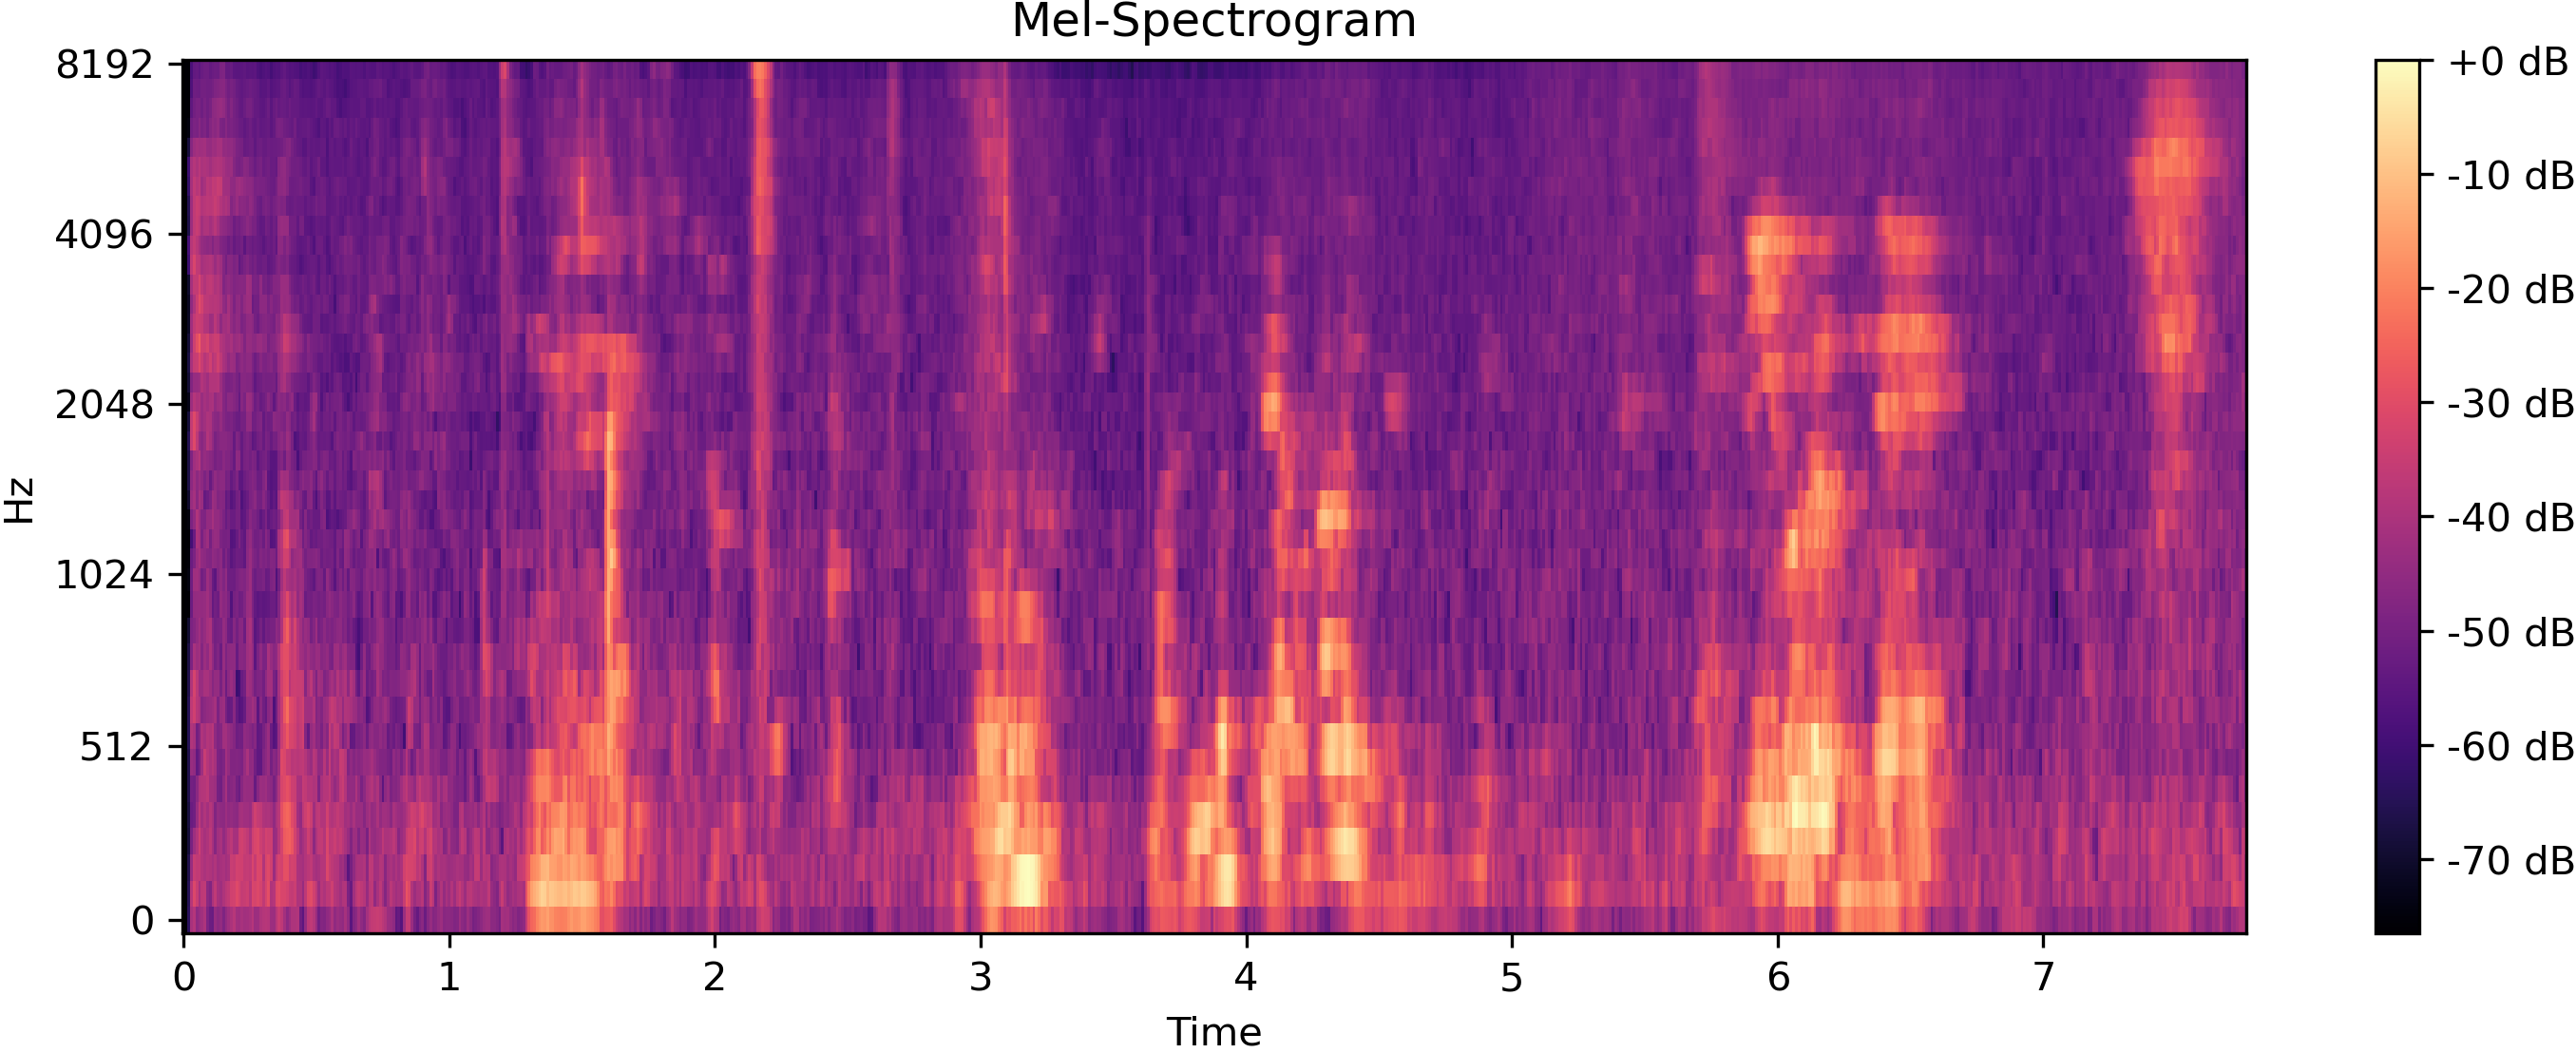 Mel-Spectrogram
8192
4096
2048
1024
512
0
Hz
0 1 2 3 4 5 6 7
Time
+0 dB
-10 dB
-20 dB
-30 dB
-40 dB
-50 dB
-60 dB
-70 dB